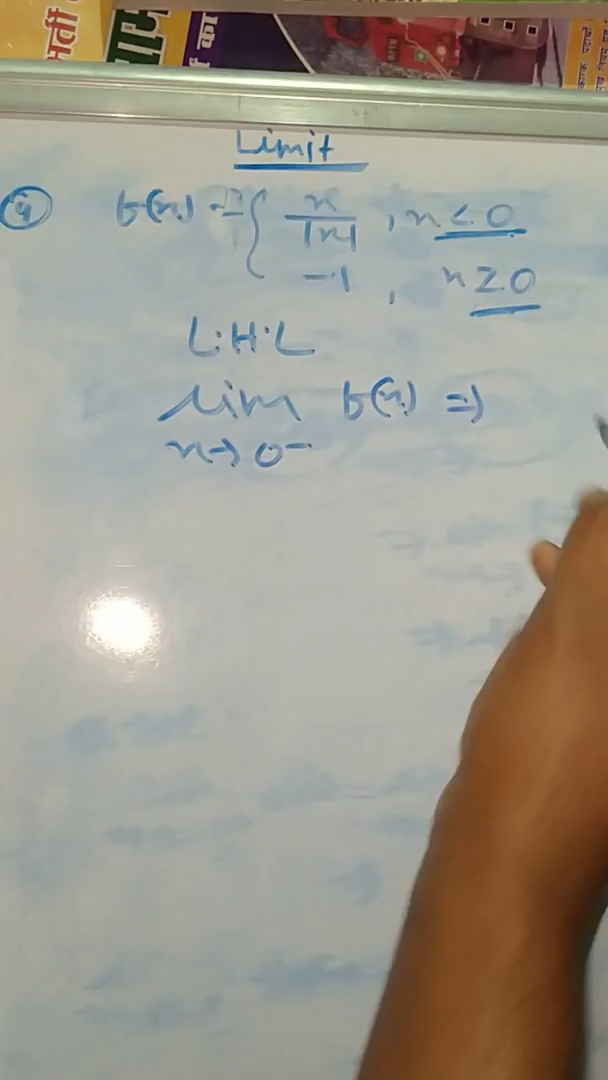 र्म का
Limit
(4) f(x) = { x/|x| , x < 0
-1 , x ≥ 0
L.H.L
lim f(x) =>
x→0-